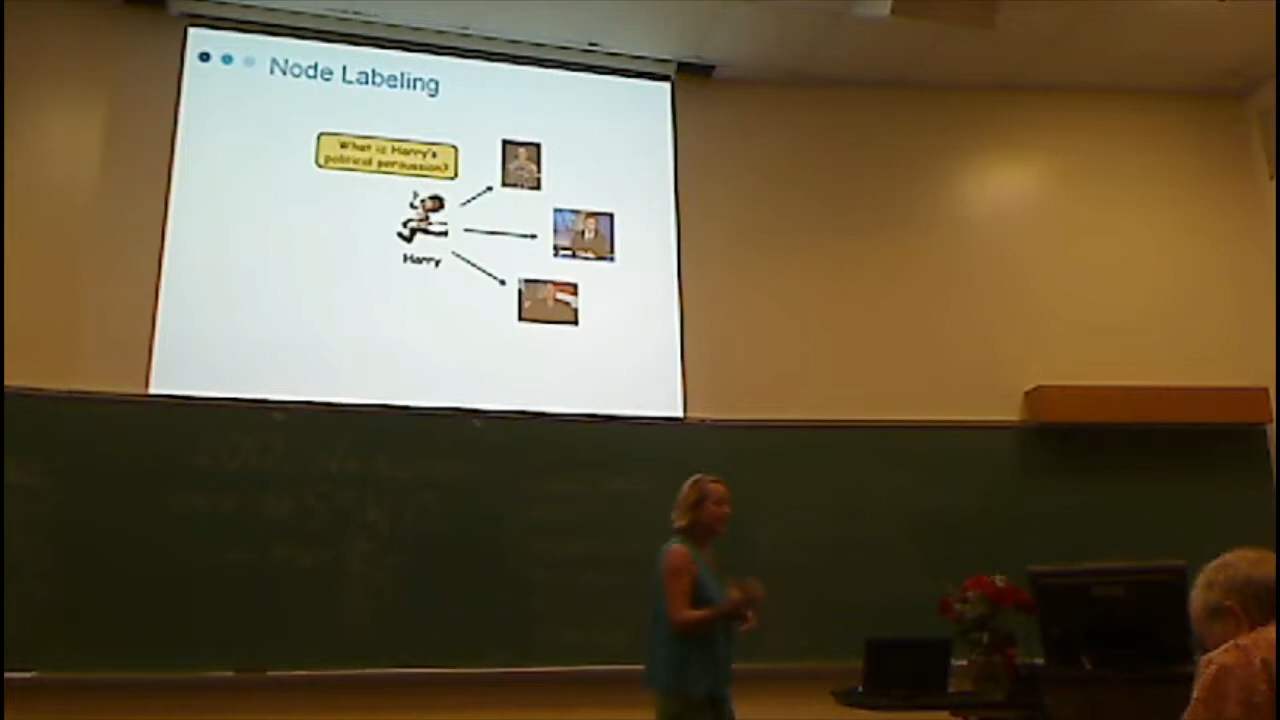 Node Labeling
What is Harry's
political persuasion?
Harry